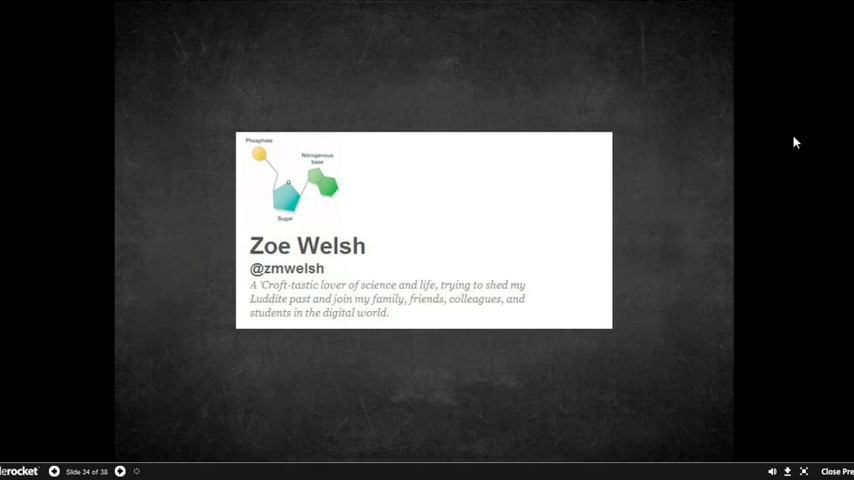 Phosphate
Nitrogenous
base
Sugar
Zoe Welsh
@zmwelsh
A 'Croft-tastic lover of science and life, trying to shed my
Luddite past and join my family, friends, colleagues, and
students in the digital world.
Slide 34 of 38
Close Pre